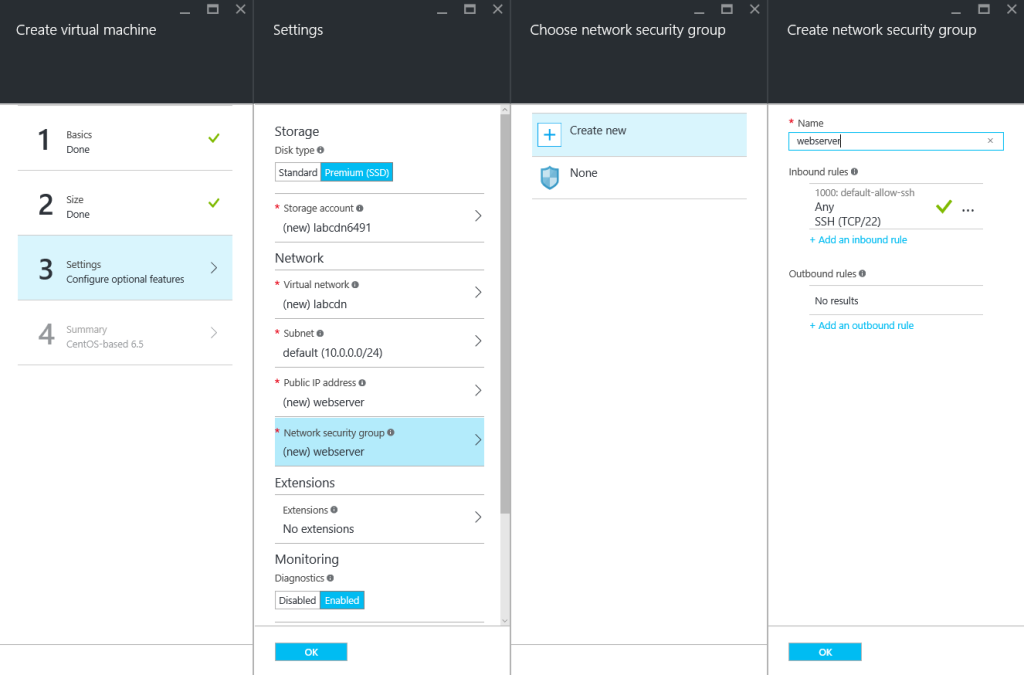 Create virtual machine
1
Basics
Done
2
Size
Done
3
Settings
Configure optional features
4
Summary
CentOS-based 6.5
Settings
Storage
Disk type
Standard Premium (SSD)
* Storage account
(new) labcdn6491
Network
* Virtual network
(new) labcdn
* Subnet
default (10.0.0.0/24)
* Public IP address
(new) webserver
* Network security group
(new) webserver
Extensions
Extensions
No extensions
Monitoring
Diagnostics
Disabled Enabled
OK
Choose network security group
Create new
None
Create network security group
* Name
webserver
Inbound rules
1000: default-allow-ssh
Any
SSH (TCP/22)
+ Add an inbound rule
Outbound rules
No results
+ Add an outbound rule
OK